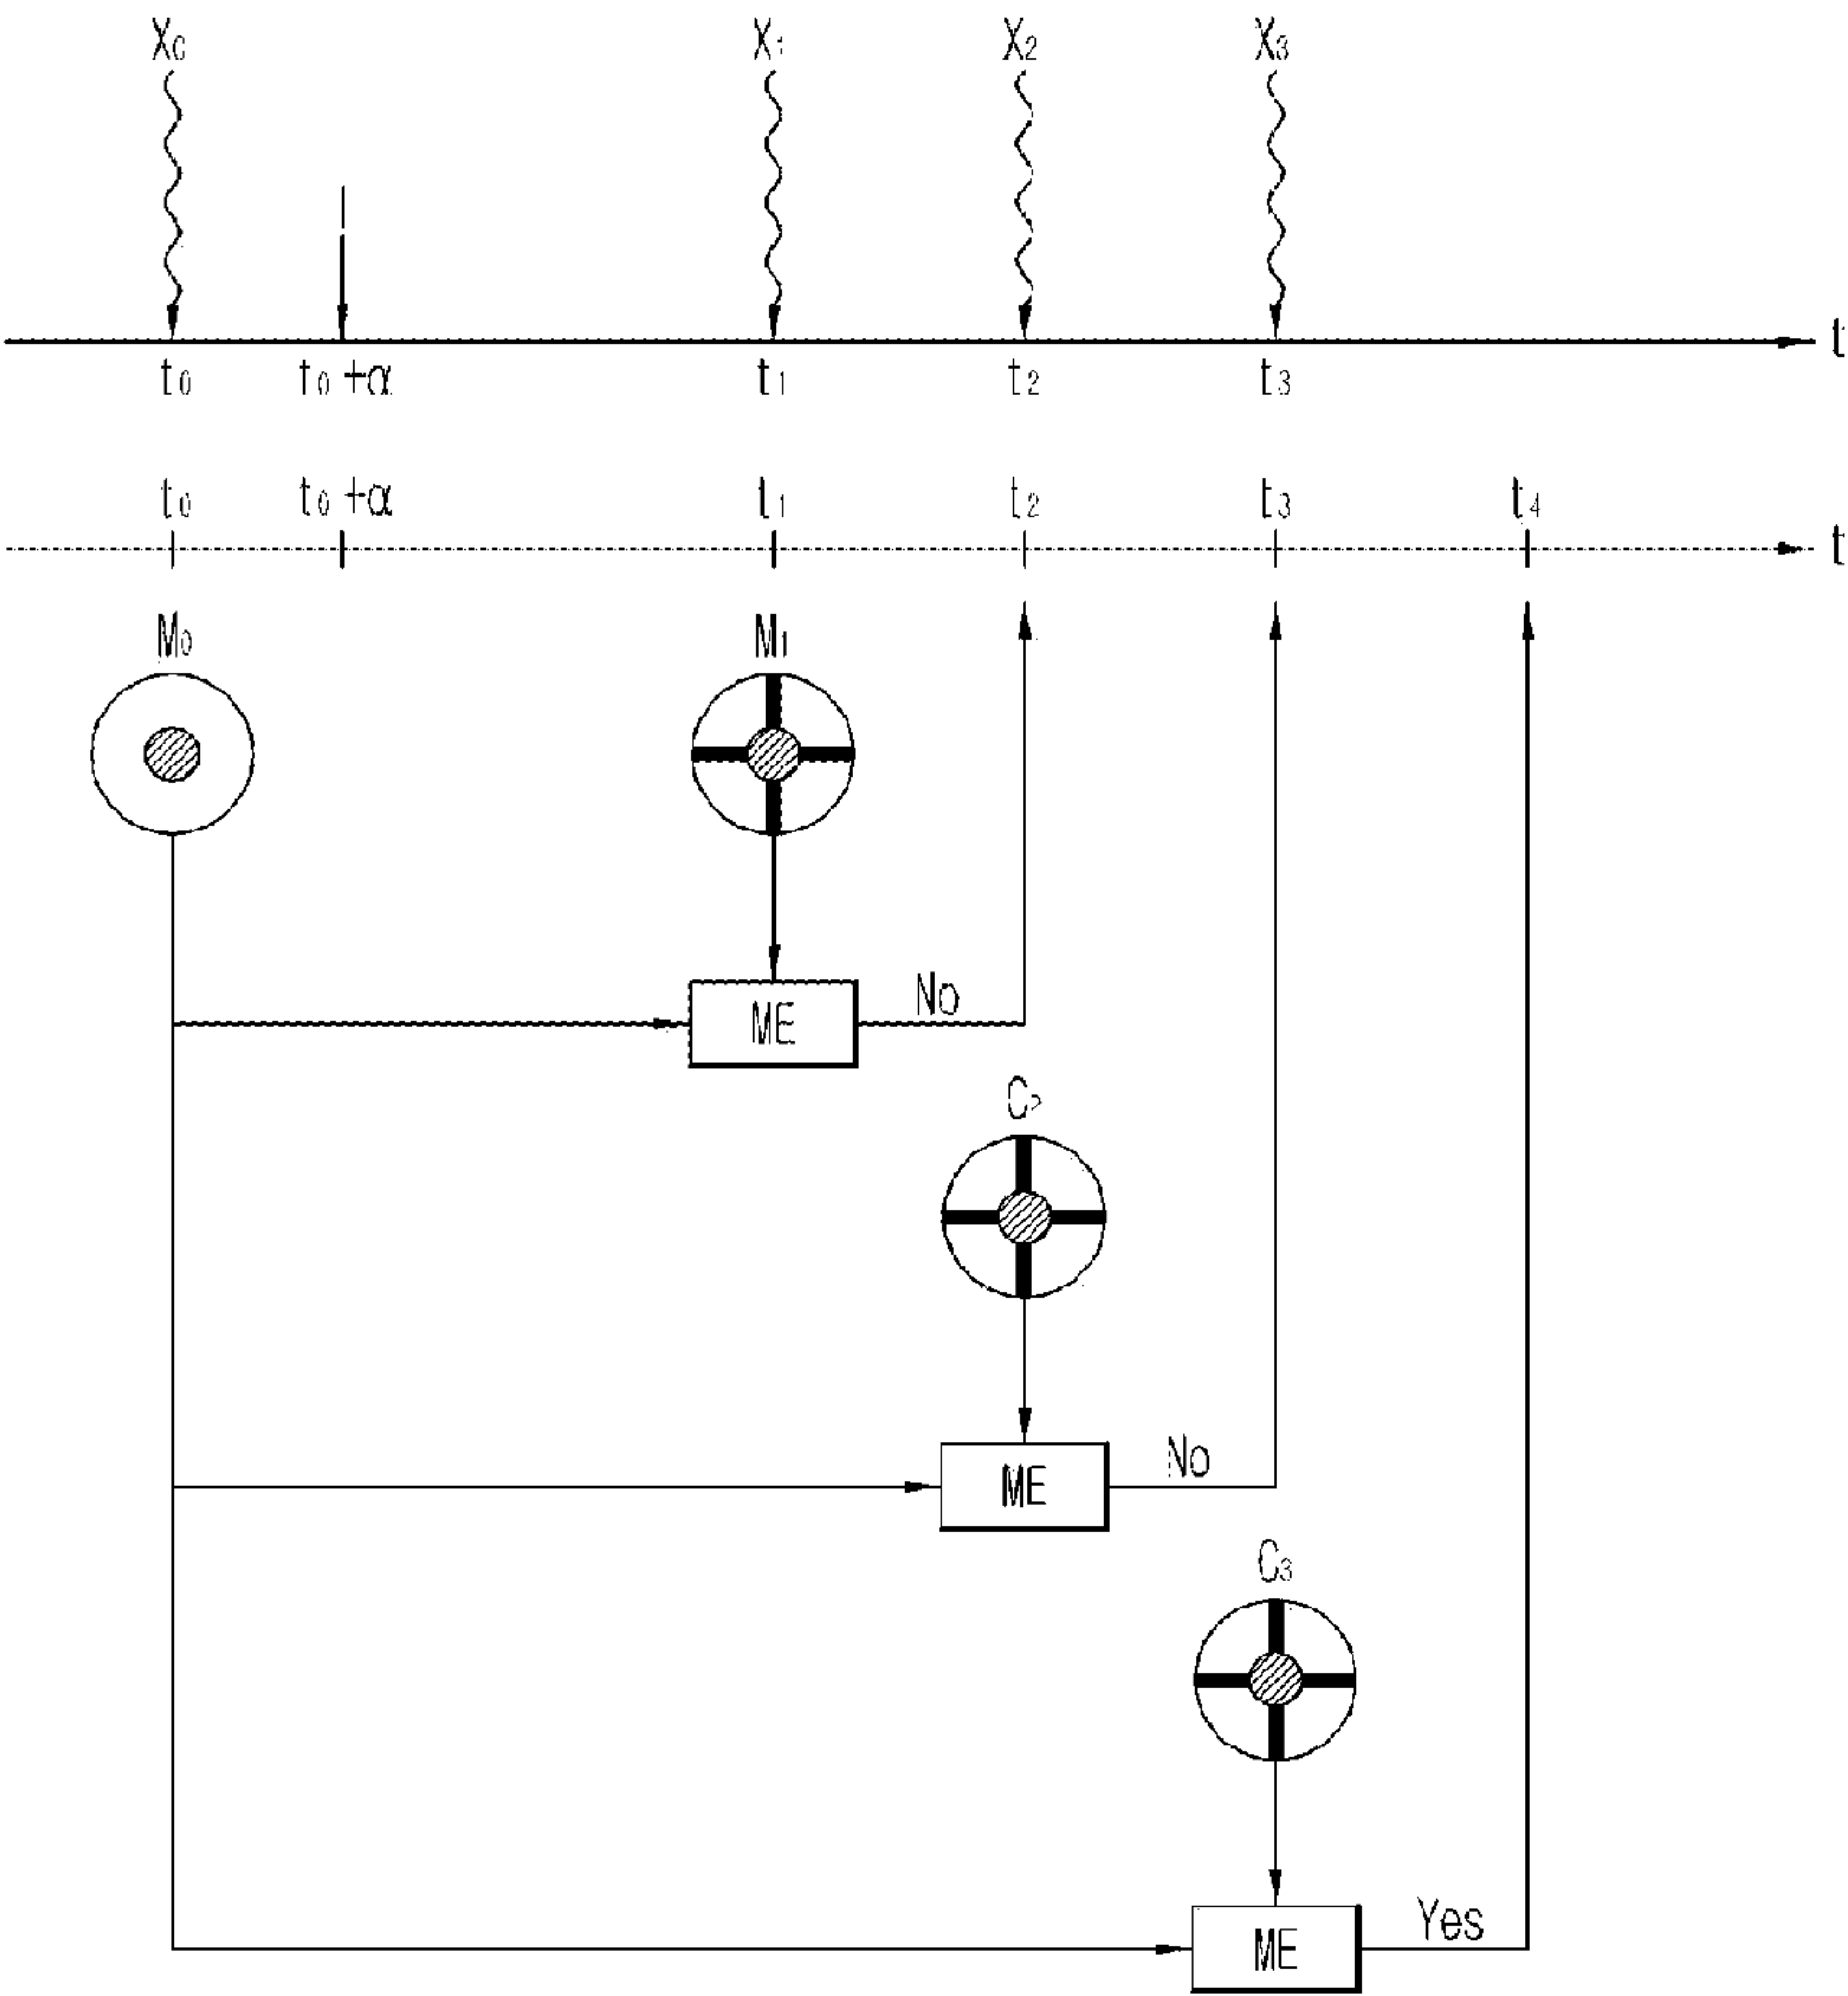 X₀ X₁ X₂ X₃
t
t₀ t₀+α t₁ t₂ t₃
t₀ t₀+α t₁ t₂ t₃ t₄
t
M₀ M₁
No
ME
C₂
No
ME
C₃
Yes
ME